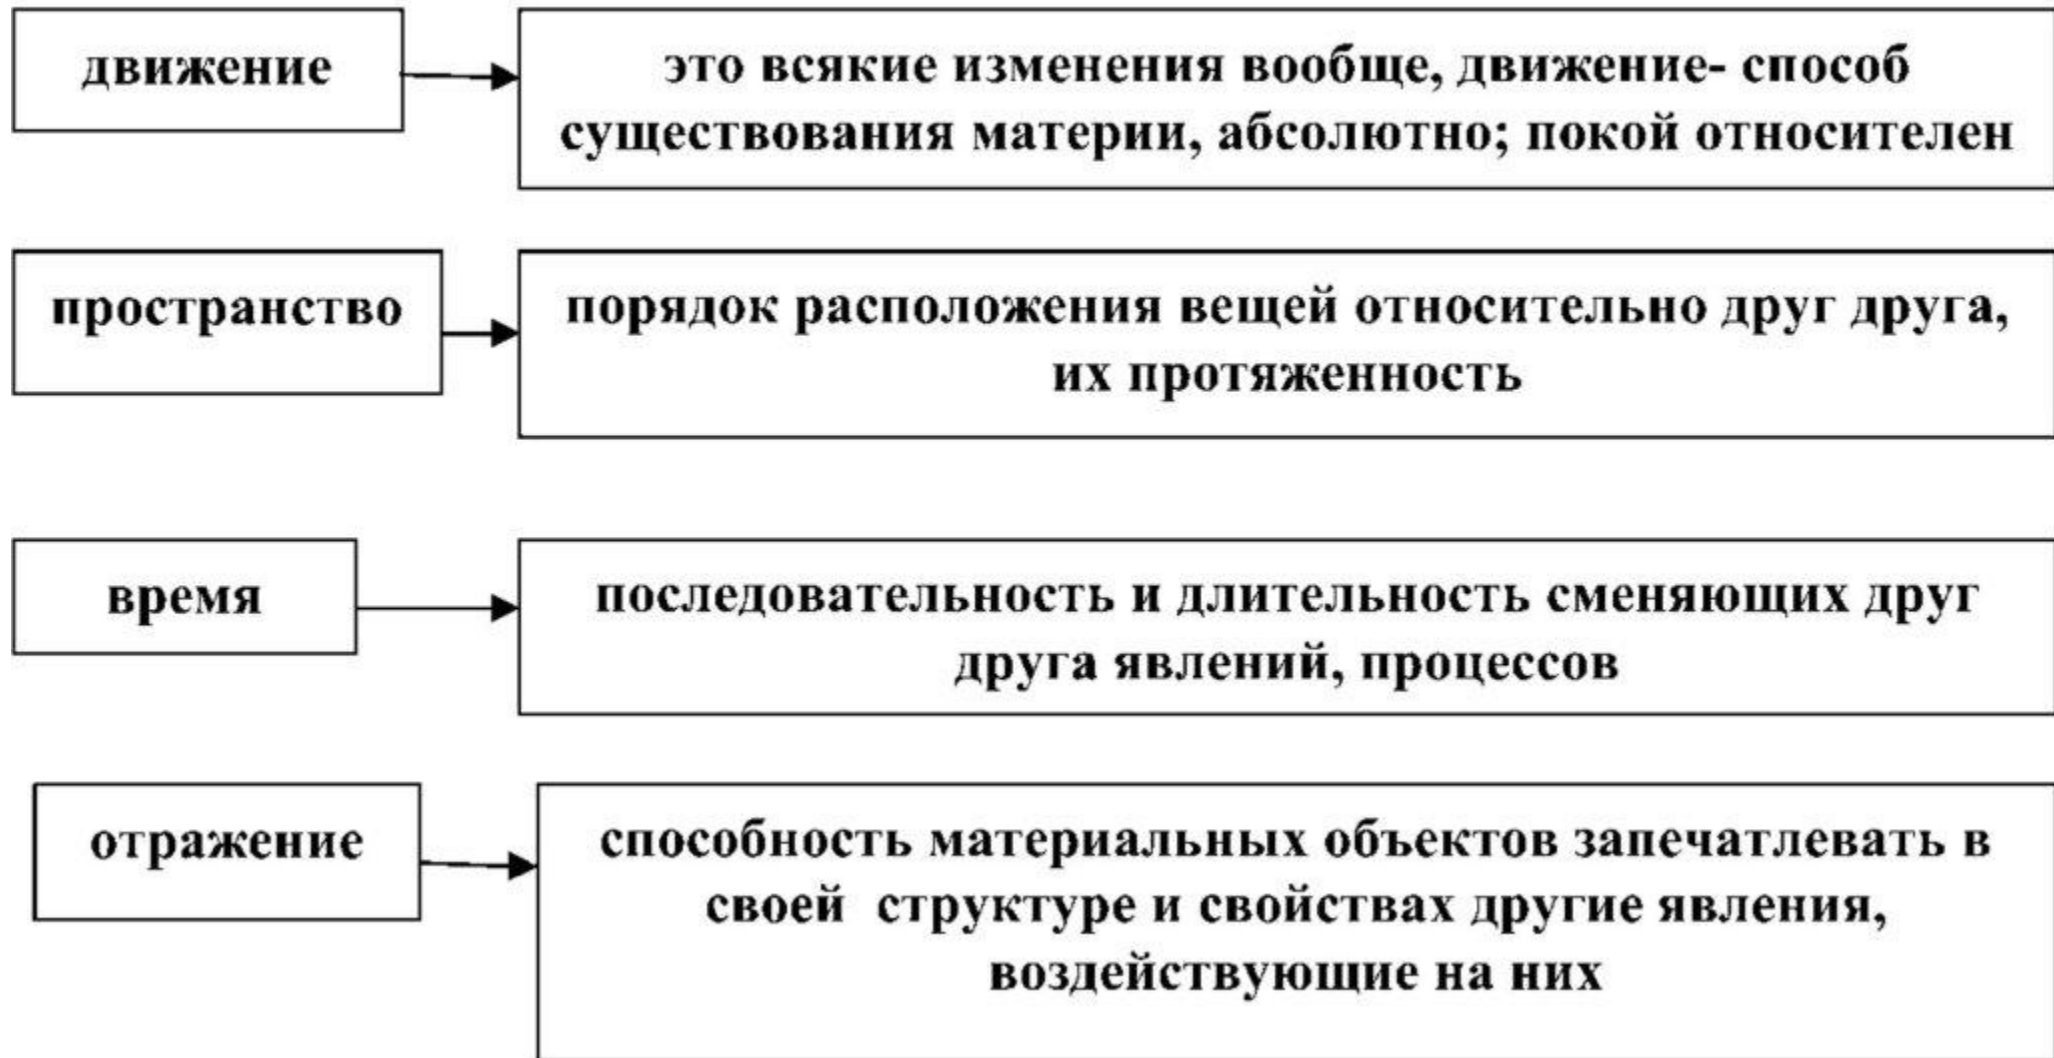 движение
это всякие изменения вообще, движение- способ
существования материи, абсолютно; покой относителен
пространство
порядок расположения вещей относительно друг друга,
их протяженность
время
последовательность и длительность сменяющих друг
друга явлений, процессов
отражение
способность материальных объектов запечатлевать в
своей структуре и свойствах другие явления,
воздействующие на них